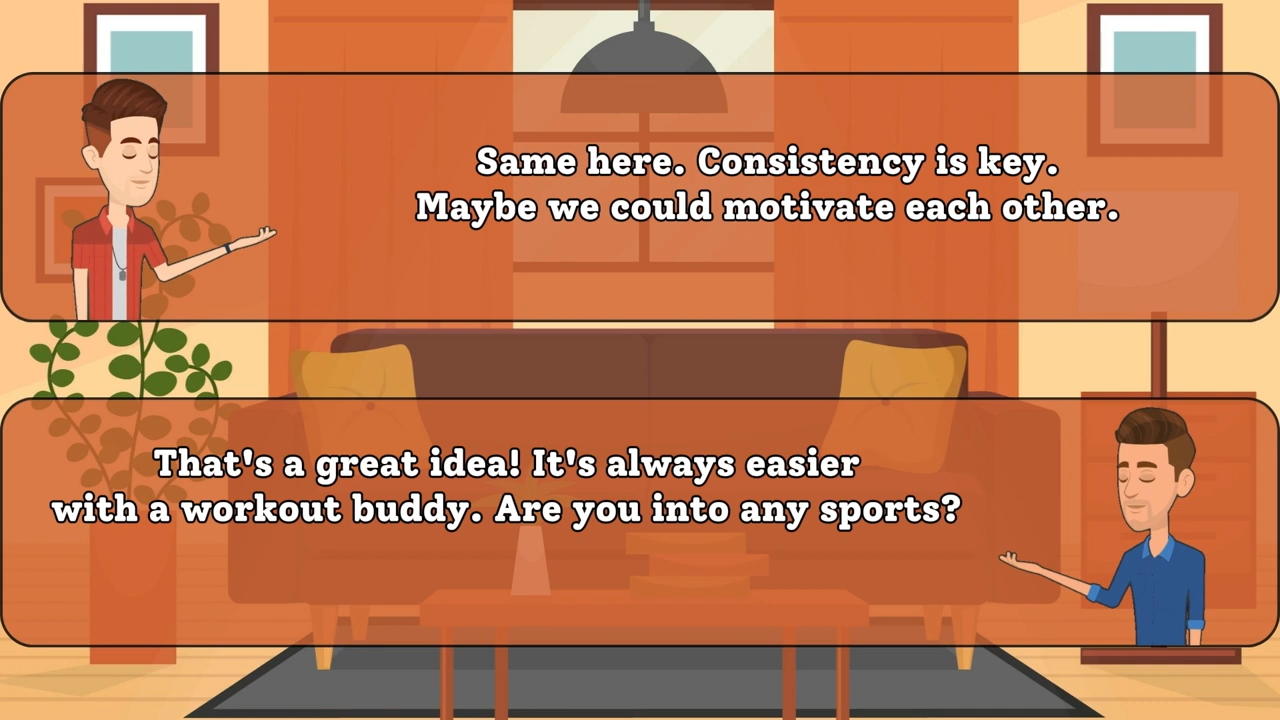 Same here. Consistency is key.
Maybe we could motivate each other.
That's a great idea! It's always easier
with a workout buddy. Are you into any sports?